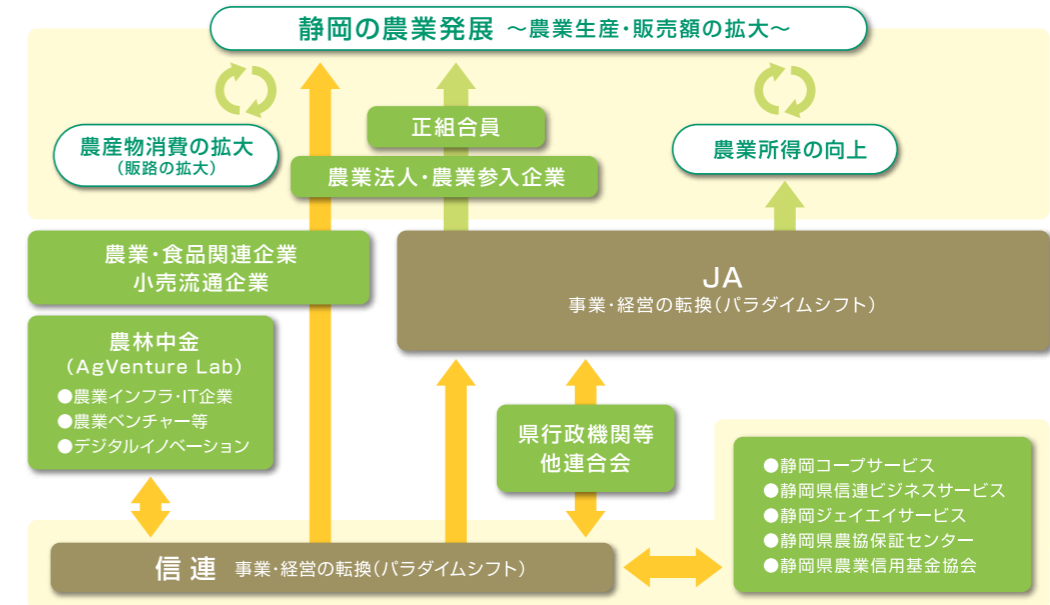 静岡の農業発展 ～農業生産・販売額の拡大～
農産物消費の拡大
（販路の拡大）
正組合員
農業法人・農業参入企業
農業所得の向上
農業・食品関連企業
小売流通企業
JA
事業・経営の転換（パラダイムシフト）
農林中金
（AgVenture Lab）
●農業インフラ・IT企業
●農業ベンチャー等
●デジタルイノベーション
県行政機関等
他連合会
●静岡コープサービス
●静岡県信連ビジネスサービス
●静岡ジェイエイサービス
●静岡県農協保証センター
●静岡県農業信用基金協会
信連 事業・経営の転換（パラダイムシフト）